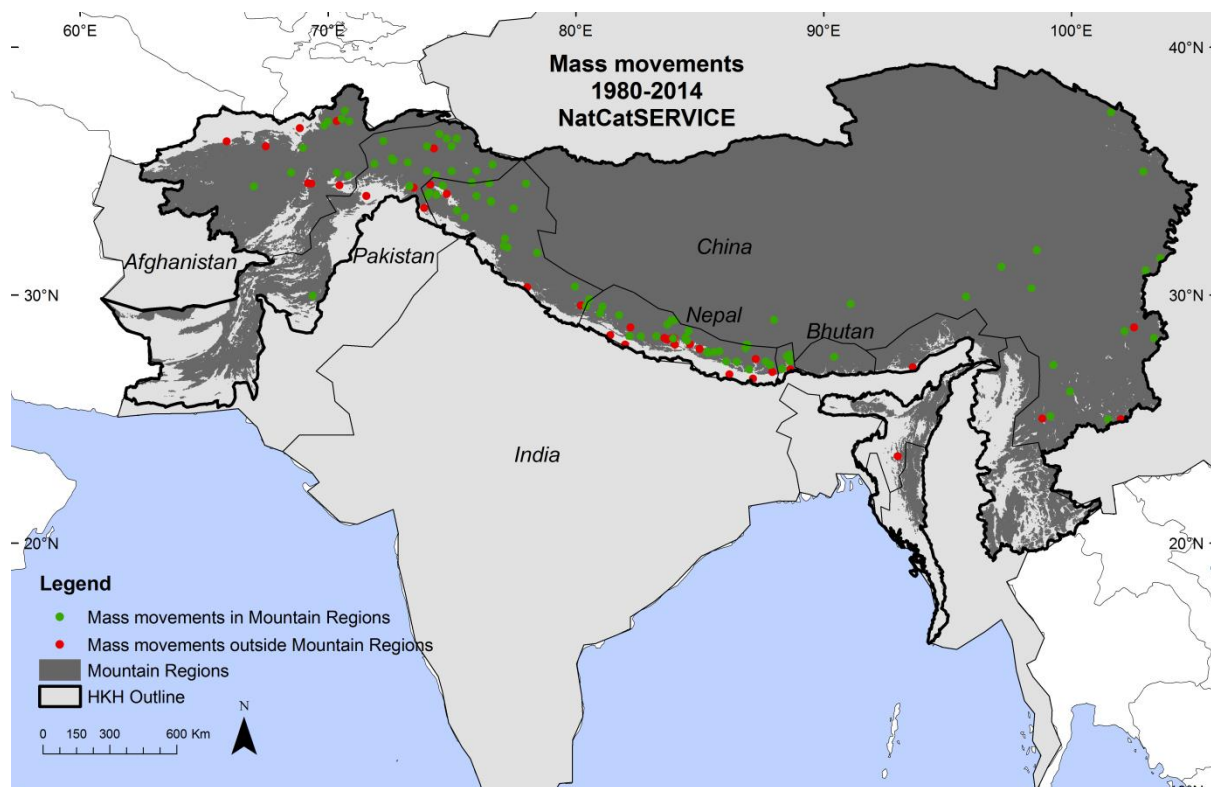 60°E
70°E
80°E
90°E
100°E
40°N
40°N
Mass movements
1980-2014
NatCatSERVICE
China
Afghanistan
Pakistan
30°N
30°N
Nepal
Bhutan
India
20°N
20°N
Legend
Mass movements in Mountain Regions
Mass movements outside Mountain Regions
Mountain Regions
HKH Outline
N
0 150 300 600 Km